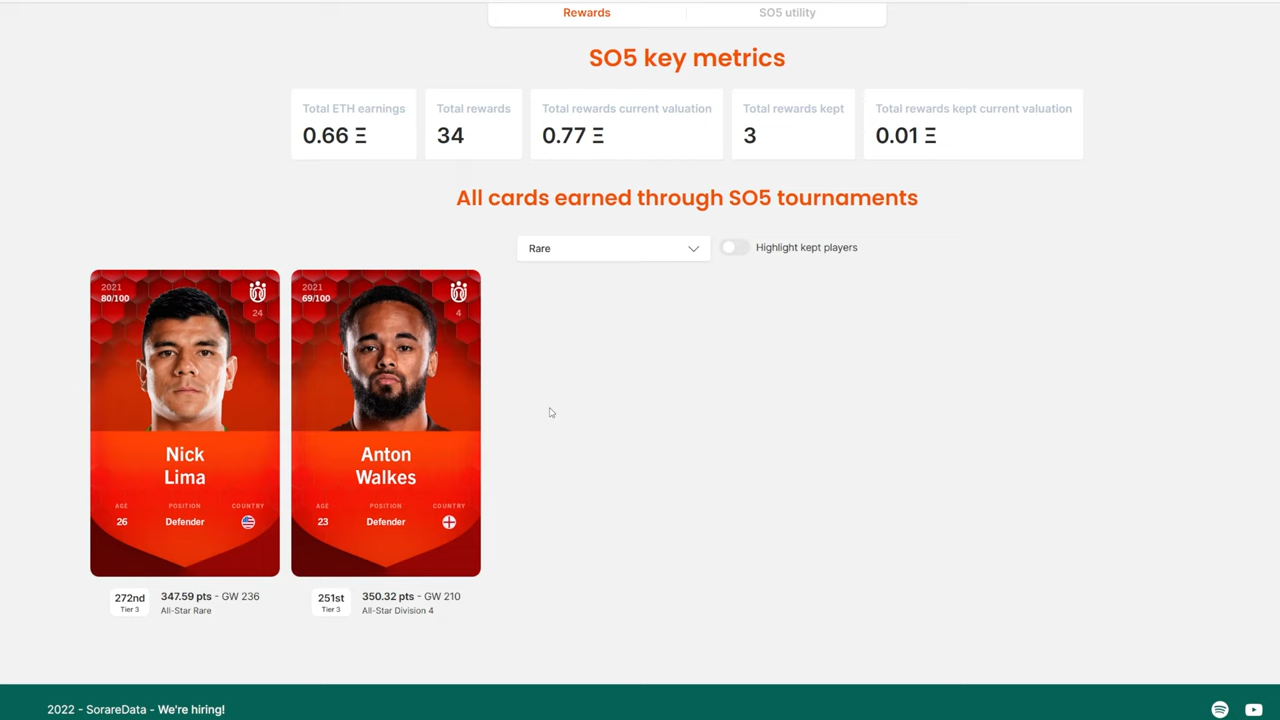 Rewards
SO5 utility
SO5 key metrics
Total ETH earnings
0.66 Ξ
Total rewards
34
Total rewards current valuation
0.77 Ξ
Total rewards kept
3
Total rewards kept current valuation
0.01 Ξ
All cards earned through SO5 tournaments
Rare
Highlight kept players
2021
80/100
24
Nick
Lima
AGE POSITION COUNTRY
26 Defender
272nd
Tier 3
347.59 pts - GW 236
All-Star Rare
2021
69/100
4
Anton
Walkes
AGE POSITION COUNTRY
23 Defender
251st
Tier 3
350.32 pts - GW 210
All-Star Division 4
2022 - SorareData - We're hiring!